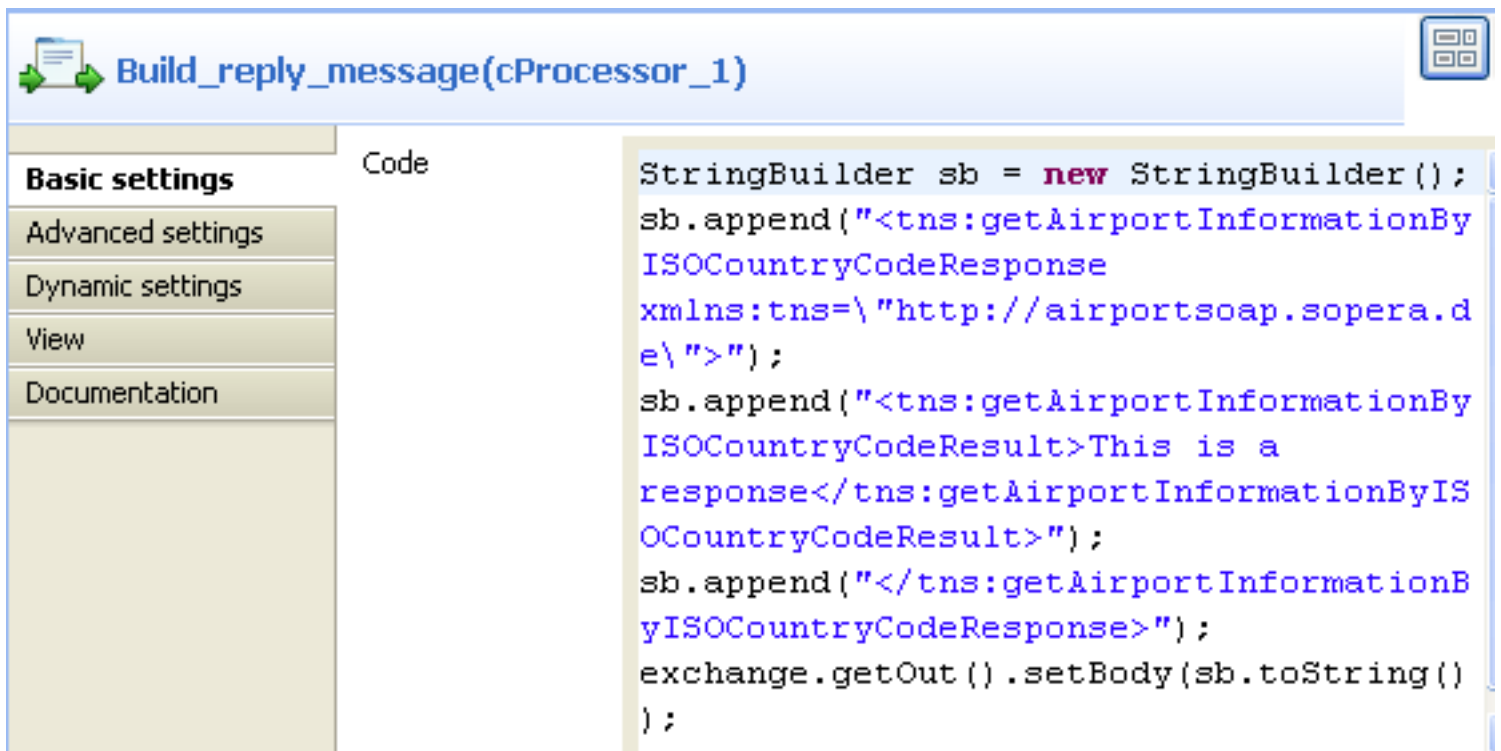 Build_reply_message(cProcessor_1)
Basic settings
Advanced settings
Dynamic settings
View
Documentation
Code
StringBuilder sb = new StringBuilder();
sb.append("<tns:getAirportInformationBy
ISOCountryCodeResponse
xmlns:tns=\"http://airportsoap.sopera.d
e\">");
sb.append("<tns:getAirportInformationBy
ISOCountryCodeResult>This is a
response</tns:getAirportInformationByIS
OCountryCodeResult>");
sb.append("</tns:getAirportInformationB
yISOCountryCodeResponse>");
exchange.getOut().setBody(sb.toString()
);